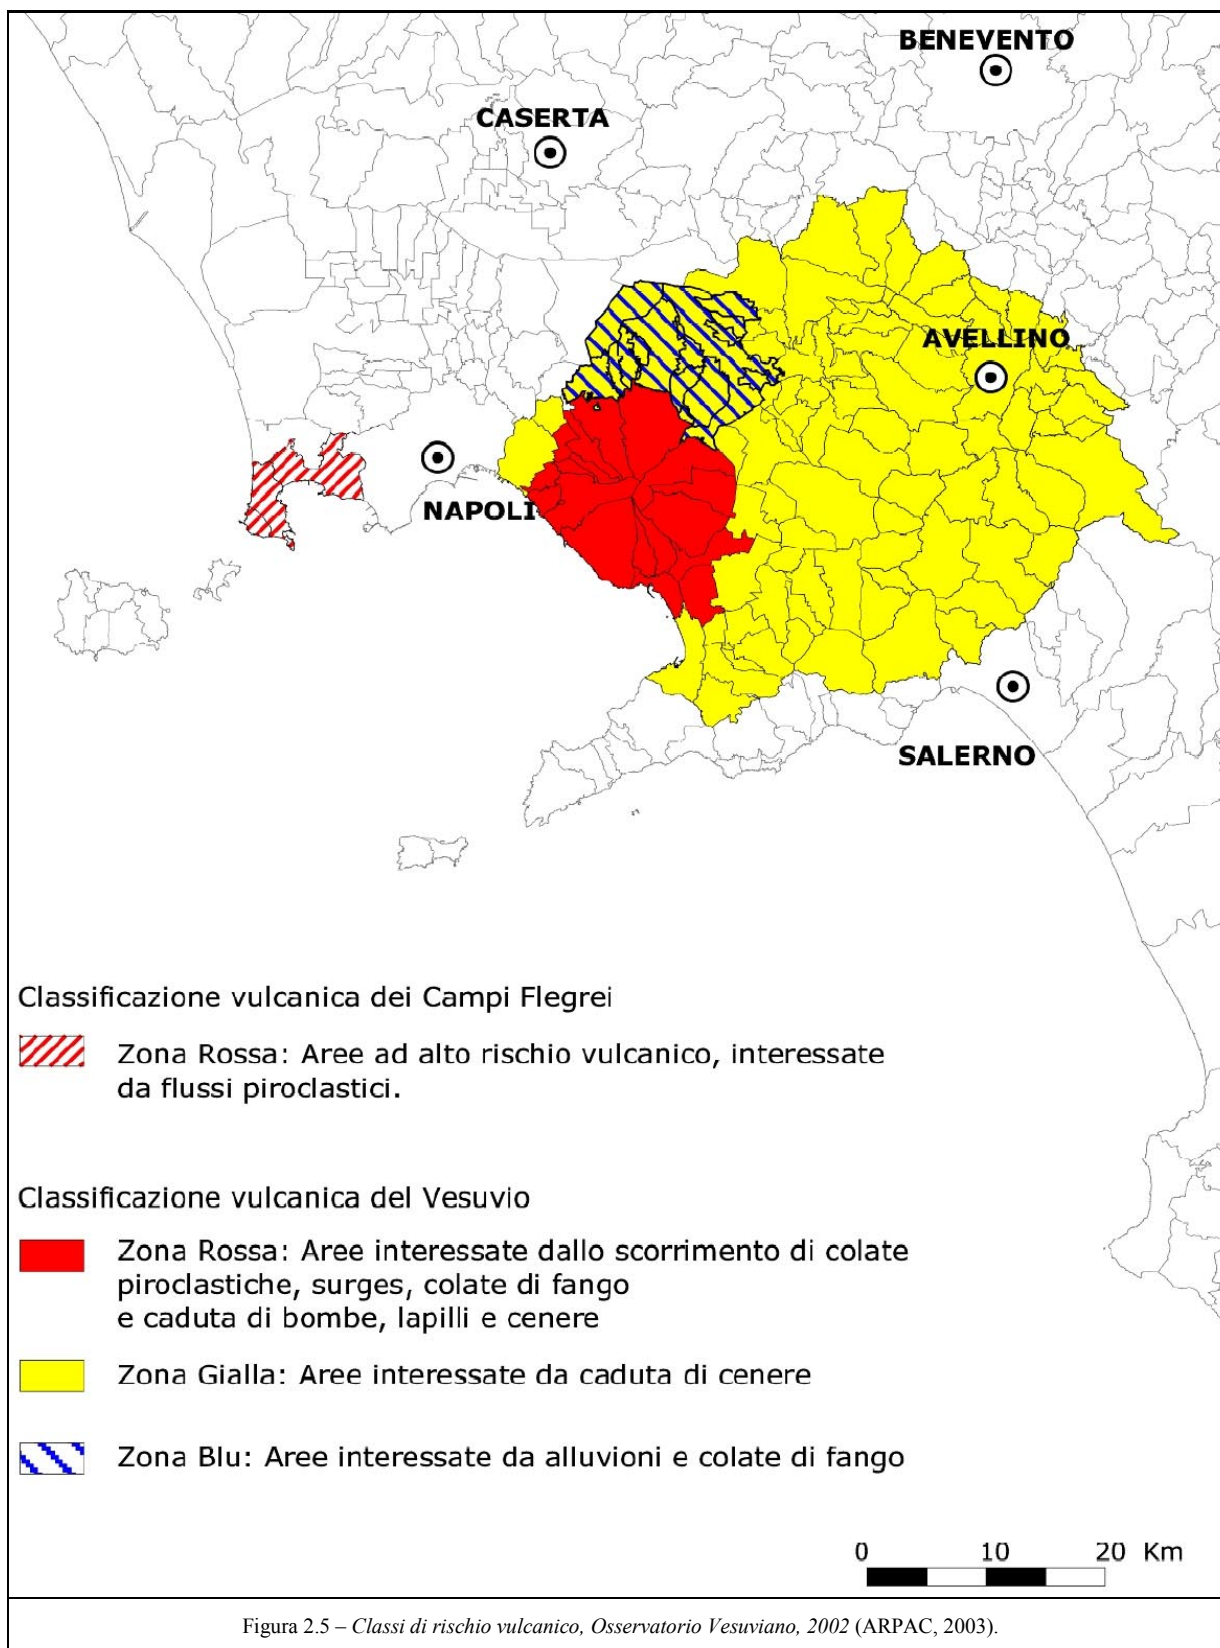 BENEVENTO
CASERTA
AVELLINO
NAPOLI
SALERNO
Classificazione vulcanica dei Campi Flegrei
Zona Rossa: Aree ad alto rischio vulcanico, interessate
da flussi piroclastici.
Classificazione vulcanica del Vesuvio
Zona Rossa: Aree interessate dallo scorrimento di colate
piroclastiche, surges, colate di fango
e caduta di bombe, lapilli e cenere
Zona Gialla: Aree interessate da caduta di cenere
Zona Blu: Aree interessate da alluvioni e colate di fango
0 10 20 Km
Figura 2.5 – Classi di rischio vulcanico, Osservatorio Vesuviano, 2002 (ARPAC, 2003).